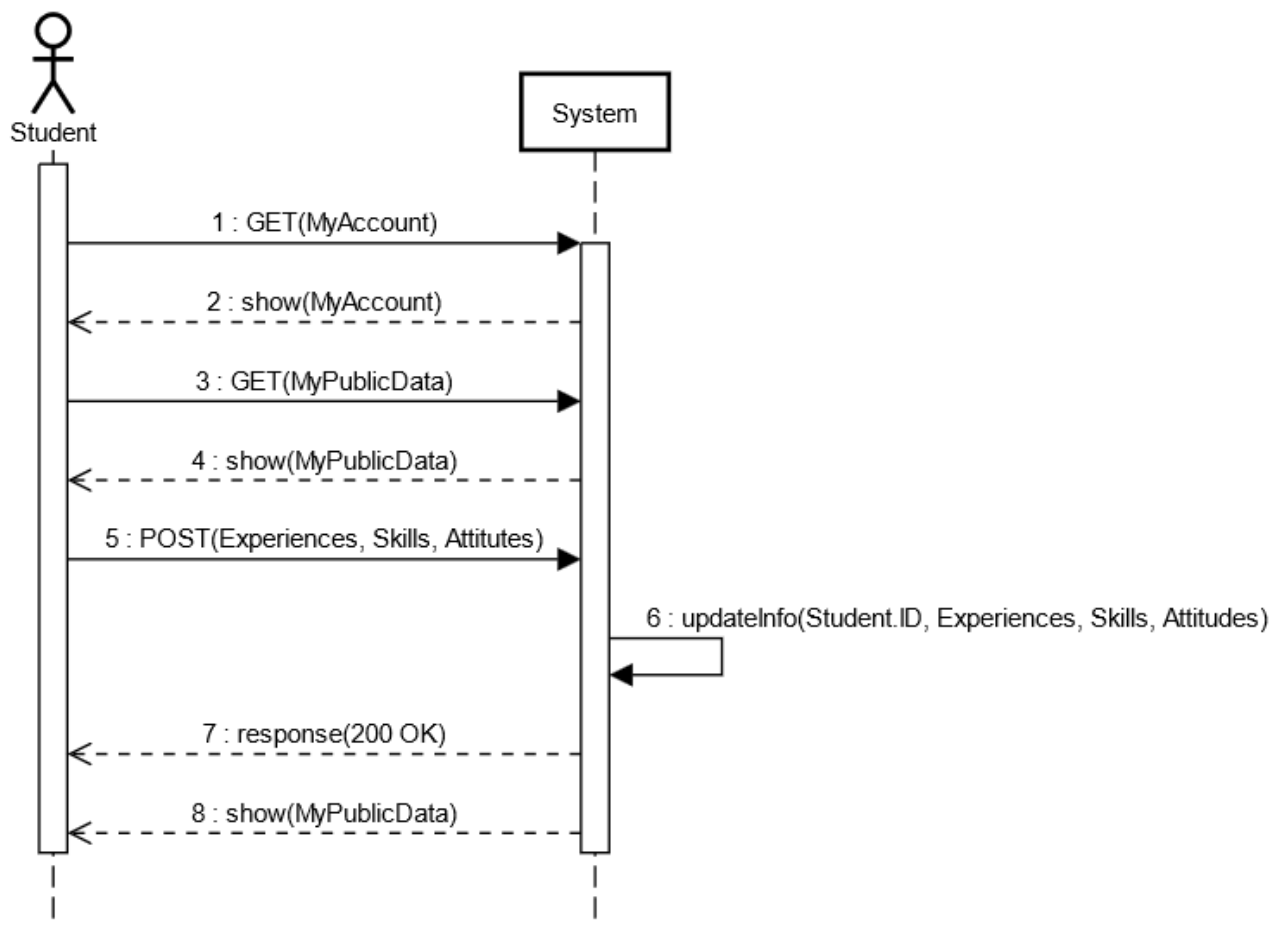 Student
System
1 : GET(MyAccount)
2 : show(MyAccount)
3 : GET(MyPublicData)
4 : show(MyPublicData)
5 : POST(Experiences, Skills, Attitutes)
6 : updateInfo(Student.ID, Experiences, Skills, Attitudes)
7 : response(200 OK)
8 : show(MyPublicData)